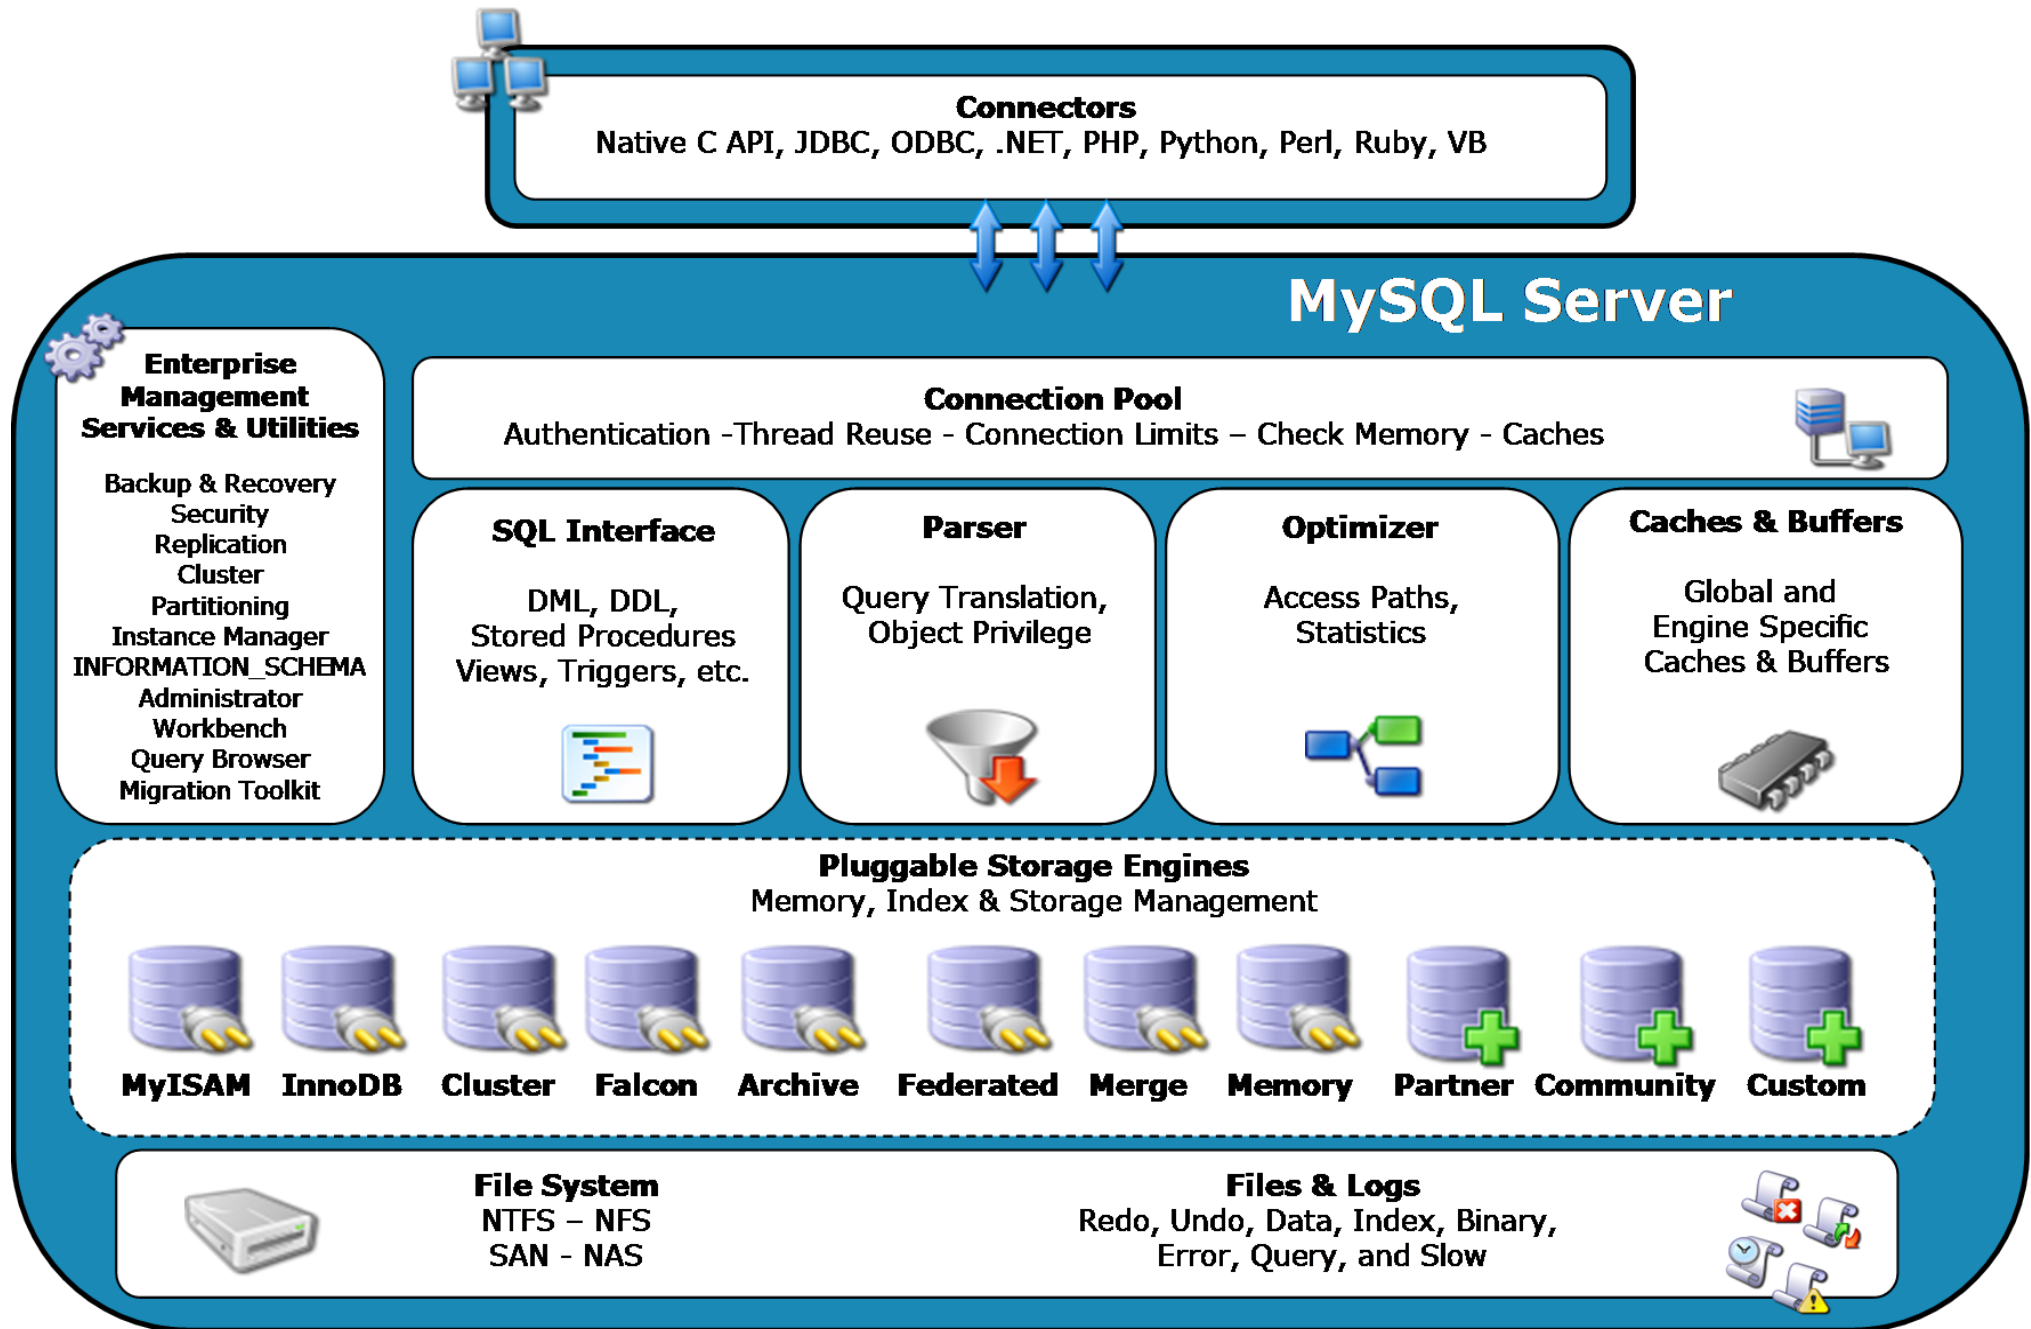 Connectors
Native C API, JDBC, ODBC, .NET, PHP, Python, Perl, Ruby, VB
MySQL Server
Enterprise
Management
Services & Utilities
Backup & Recovery
Security
Replication
Cluster
Partitioning
Instance Manager
INFORMATION_SCHEMA
Administrator
Workbench
Query Browser
Migration Toolkit
Connection Pool
Authentication -Thread Reuse - Connection Limits – Check Memory - Caches
SQL Interface
DML, DDL,
Stored Procedures
Views, Triggers, etc.
Parser
Query Translation,
Object Privilege
Optimizer
Access Paths,
Statistics
Caches & Buffers
Global and
Engine Specific
Caches & Buffers
Pluggable Storage Engines
Memory, Index & Storage Management
MyISAM InnoDB Cluster Falcon Archive Federated Merge Memory Partner Community Custom
File System
NTFS – NFS
SAN - NAS
Files & Logs
Redo, Undo, Data, Index, Binary,
Error, Query, and Slow